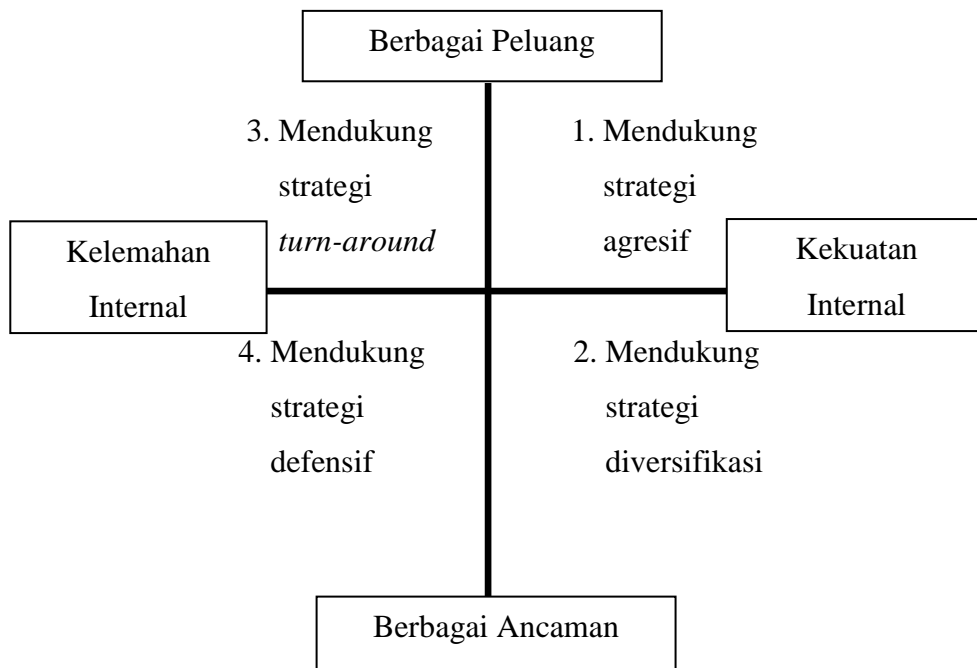 Berbagai Peluang
3. Mendukung
strategi
turn-around
1. Mendukung
strategi
agresif
Kelemahan
Internal
Kekuatan
Internal
4. Mendukung
strategi
defensif
2. Mendukung
strategi
diversifikasi
Berbagai Ancaman